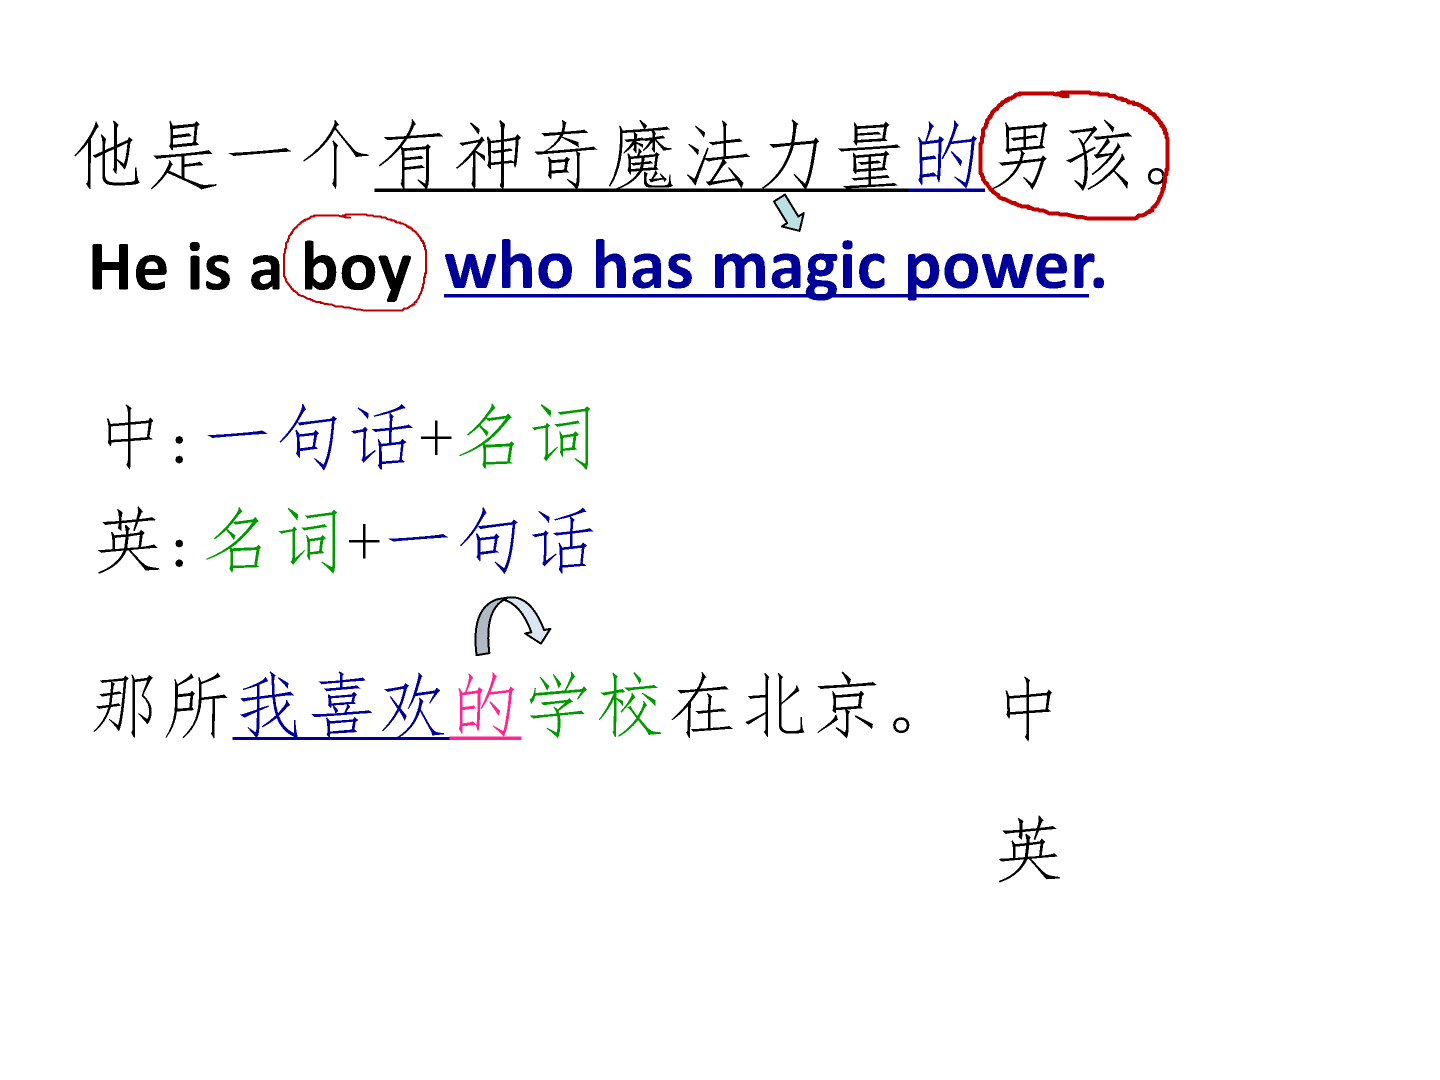 他是一个有神奇魔法力量的男孩。
He is a boy who has magic power.
中:一句话+名词
英:名词+一句话
那所我喜欢的学校在北京。 中
英